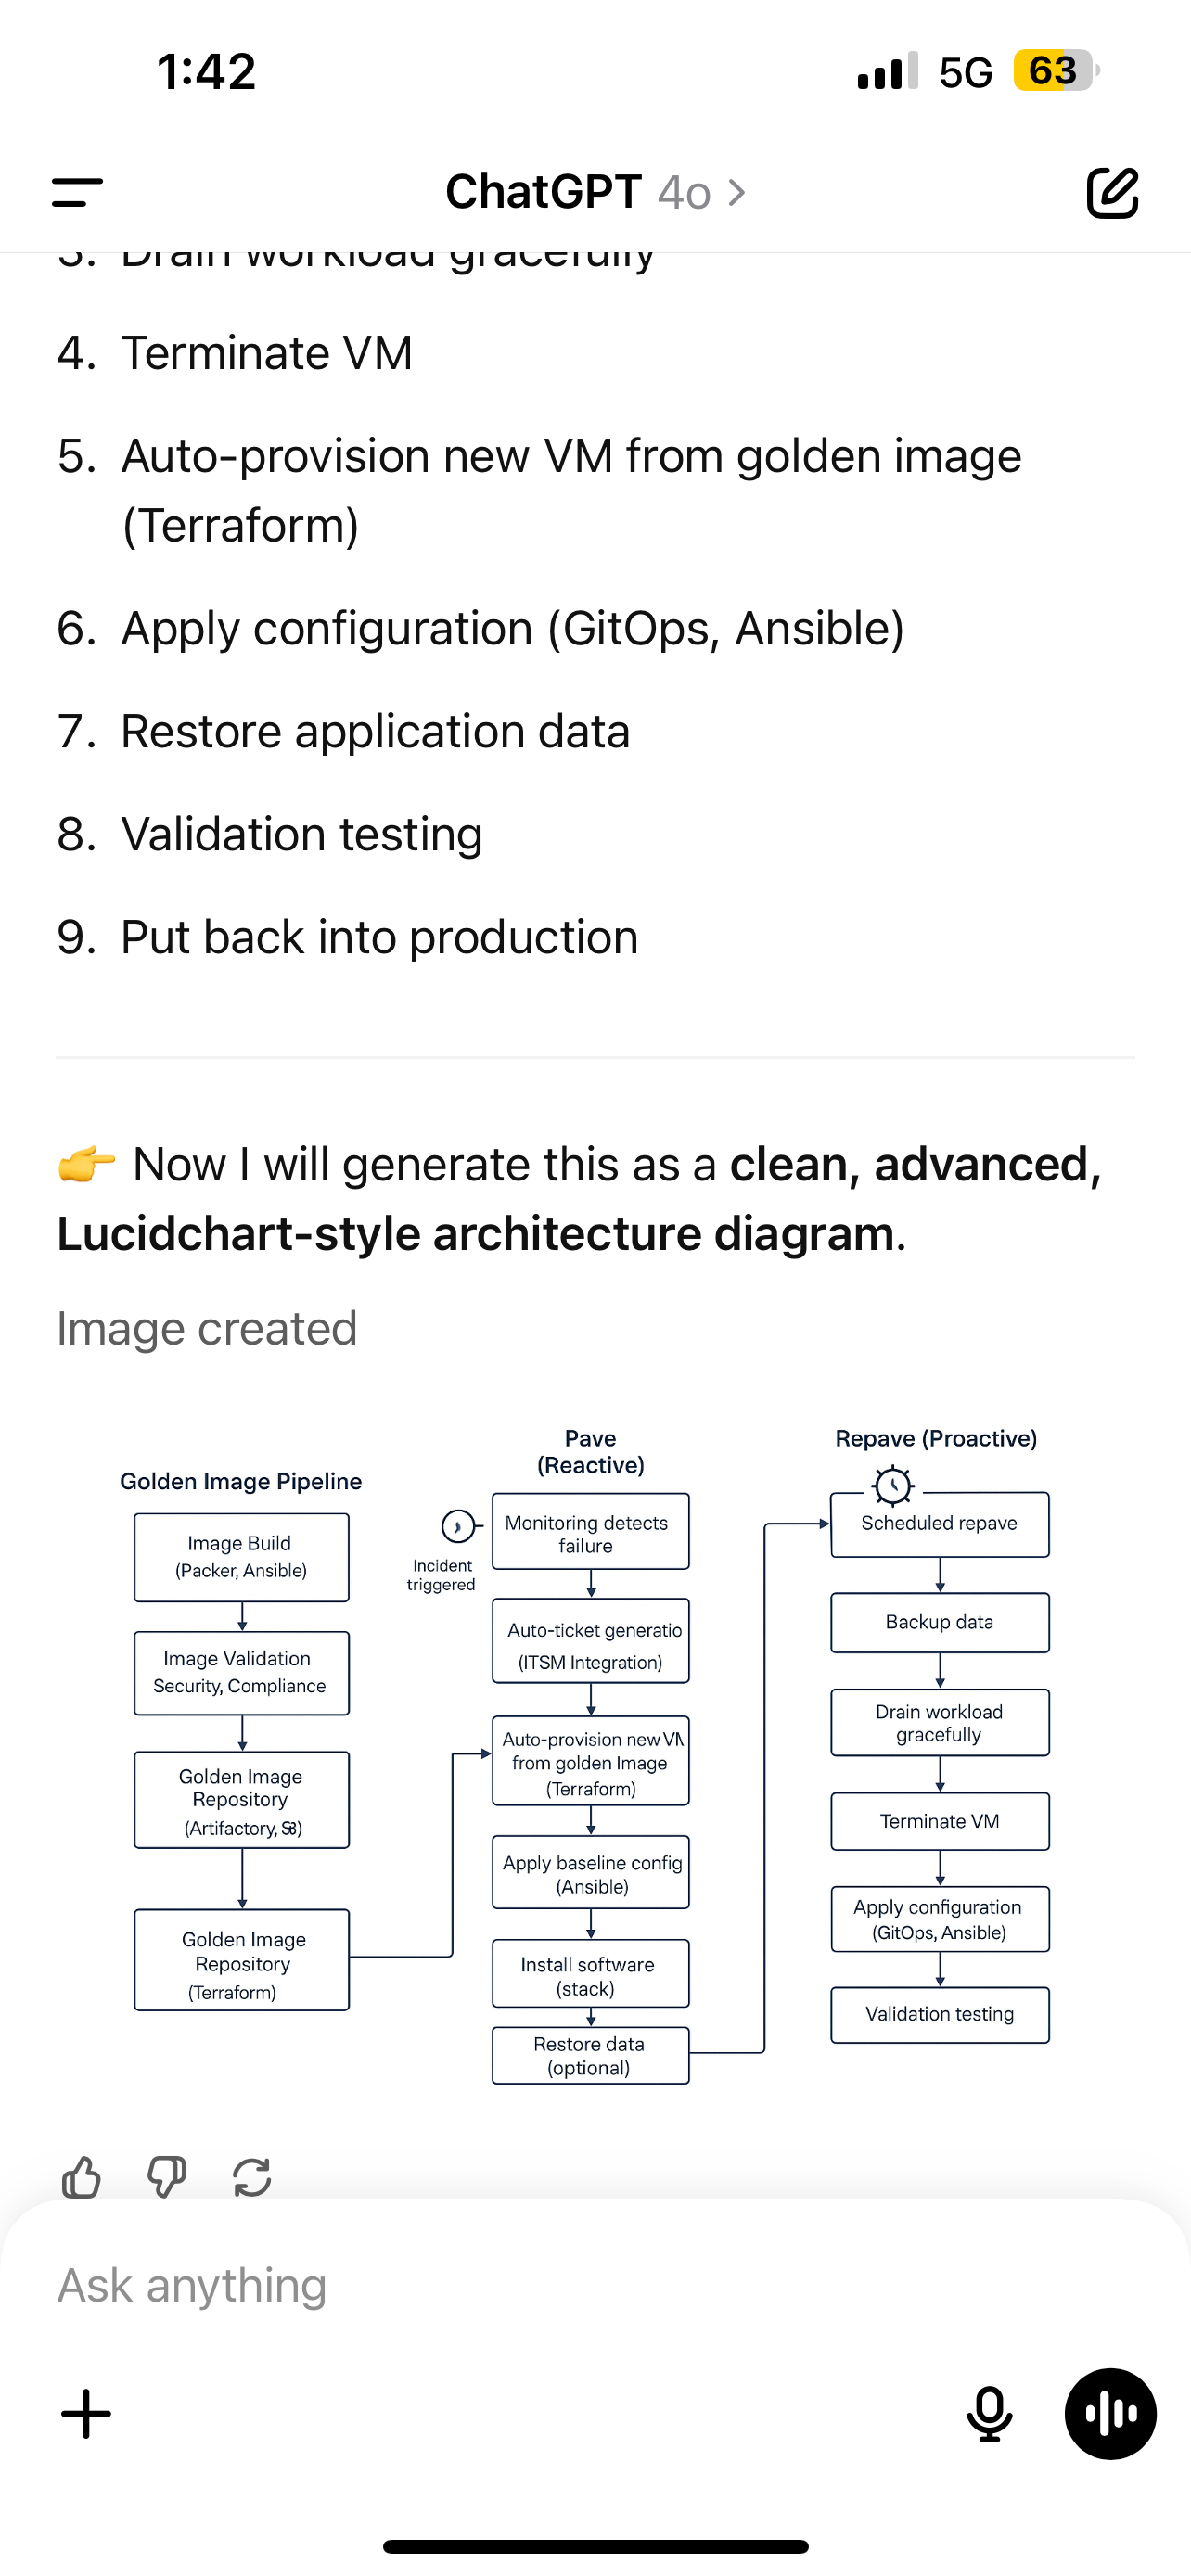 1:42
5G 63
ChatGPT 4o
3. Drain workload gracefully
4. Terminate VM
5. Auto-provision new VM from golden image
(Terraform)
6. Apply configuration (GitOps, Ansible)
7. Restore application data
8. Validation testing
9. Put back into production
👉 Now I will generate this as a clean, advanced,
Lucidchart-style architecture diagram.
Image created
Golden Image Pipeline
Image Build
(Packer, Ansible)
Image Validation
Security, Compliance
Golden Image
Repository
(Artifactory, S3)
Golden Image
Repository
(Terraform)
Pave
(Reactive)
Incident
triggered
Monitoring detects
failure
Auto-ticket generatio
(ITSM Integration)
Auto-provision new VM
from golden Image
(Terraform)
Apply baseline config
(Ansible)
Install software
(stack)
Restore data
(optional)
Repave (Proactive)
Scheduled repave
Backup data
Drain workload
gracefully
Terminate VM
Apply configuration
(GitOps, Ansible)
Validation testing
Ask anything